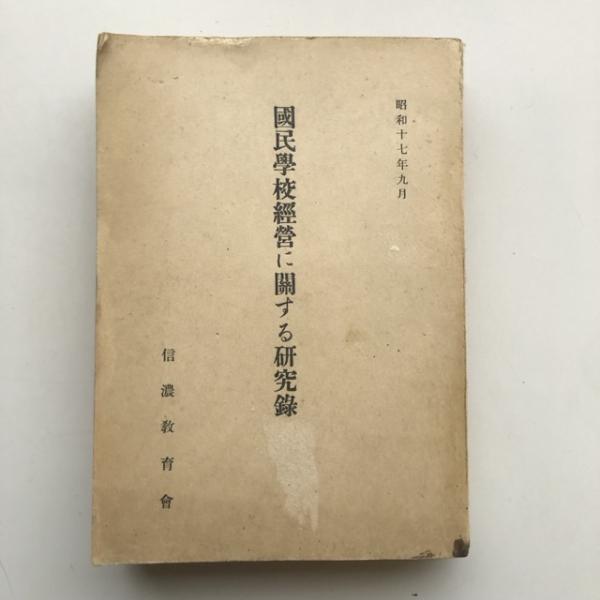 昭和十七年九月
國民學校經營に關する研究錄
信濃教育會